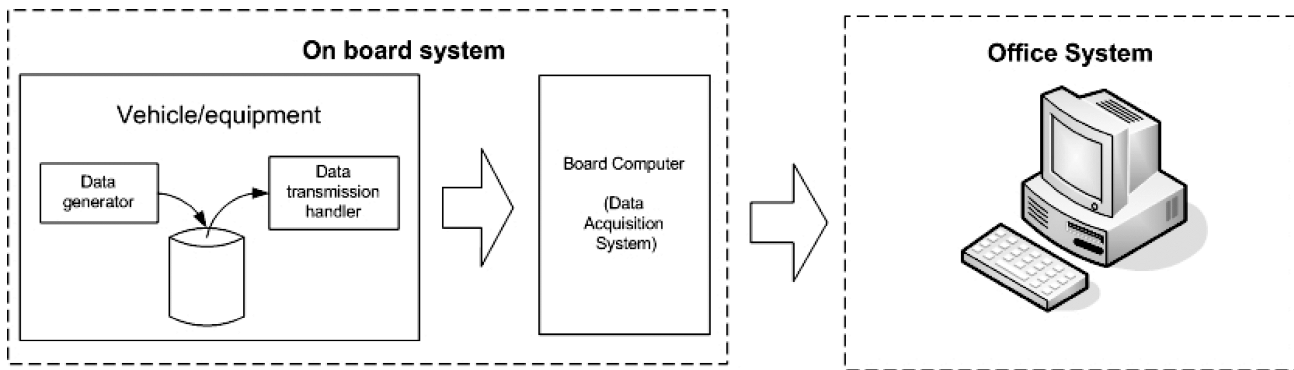 On board system
Vehicle/equipment
Data
generator
Data
transmission
handler
Board Computer
(Data
Acquisition
System)
Office System